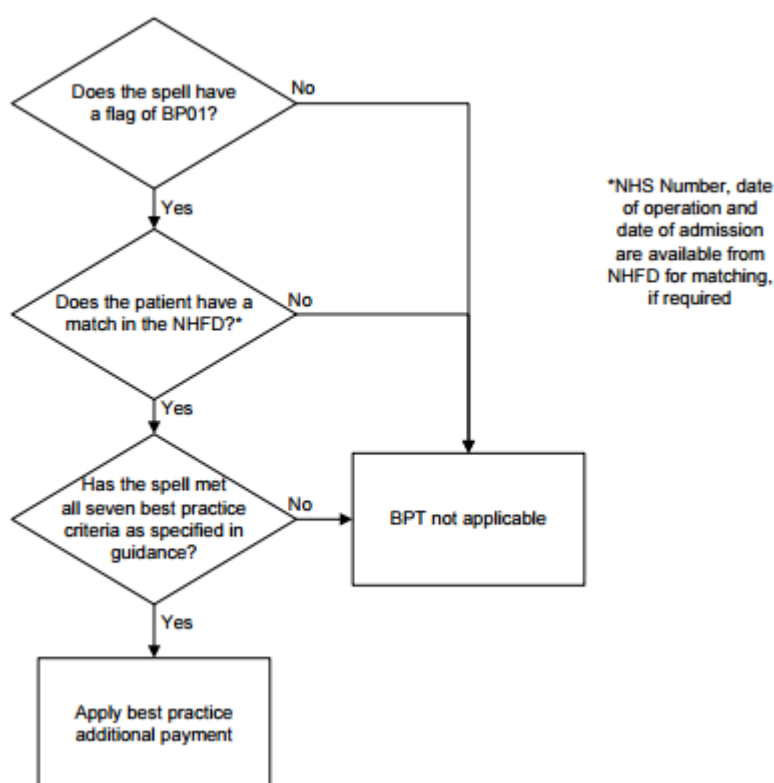 Does the spell have
a flag of BP01?
No
Yes
*NHS Number, date
of operation and
date of admission
are available from
NHFD for matching,
if required
Does the patient have a
match in the NHFD?*
No
Yes
Has the spell met
all seven best practice
criteria as specified in
guidance?
No
BPT not applicable
Yes
Apply best practice
additional payment